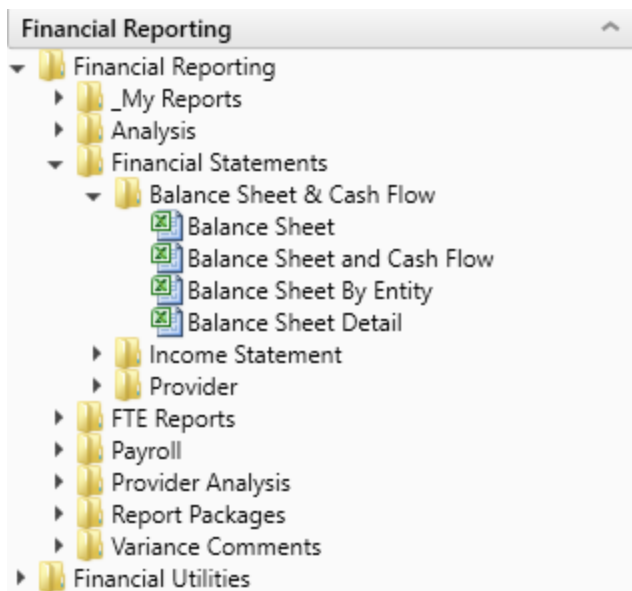 Financial Reporting
Financial Reporting
_My Reports
Analysis
Financial Statements
Balance Sheet & Cash Flow
Balance Sheet
Balance Sheet and Cash Flow
Balance Sheet By Entity
Balance Sheet Detail
Income Statement
Provider
FTE Reports
Payroll
Provider Analysis
Report Packages
Variance Comments
Financial Utilities